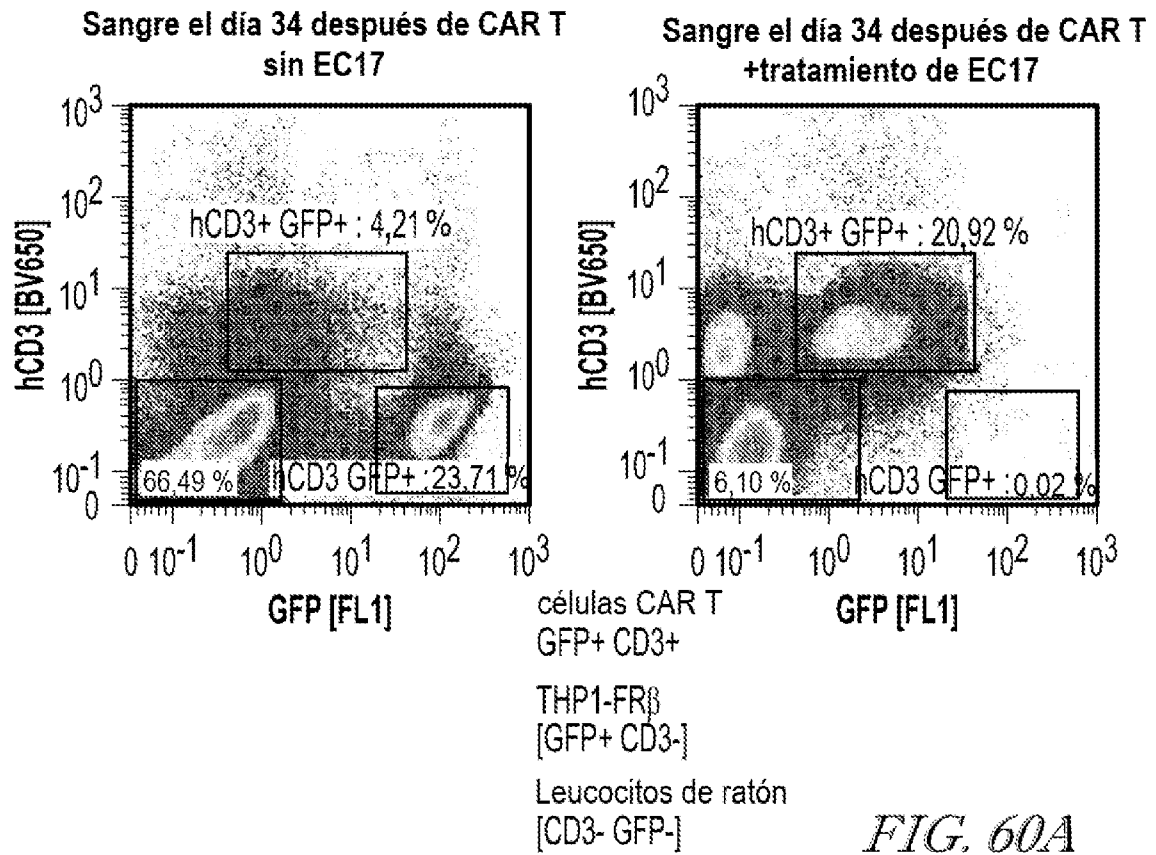 Sangre el día 34 después de CAR T
sin EC17
10³
10²
10¹
10⁰
10⁻¹
0
hCD3 [BV650]
hCD3+ GFP+ : 4,21 %
66,49 %
hCD3 GFP+ :23,71 %
0 10⁻¹ 10⁰ 10¹ 10² 10³
GFP [FL1]
Sangre el día 34 después de CAR T
+tratamiento de EC17
10³
10²
10¹
10⁰
10⁻¹
0
hCD3 [BV650]
hCD3+ GFP+ : 20,92 %
6,10 %
hCD3 GFP+ :0,02 %
0 10⁻¹ 10⁰ 10¹ 10² 10³
GFP [FL1]
células CAR T
GFP+ CD3+
THP1-FRβ
[GFP+ CD3-]
Leucocitos de ratón
[CD3- GFP-]
FIG. 60A